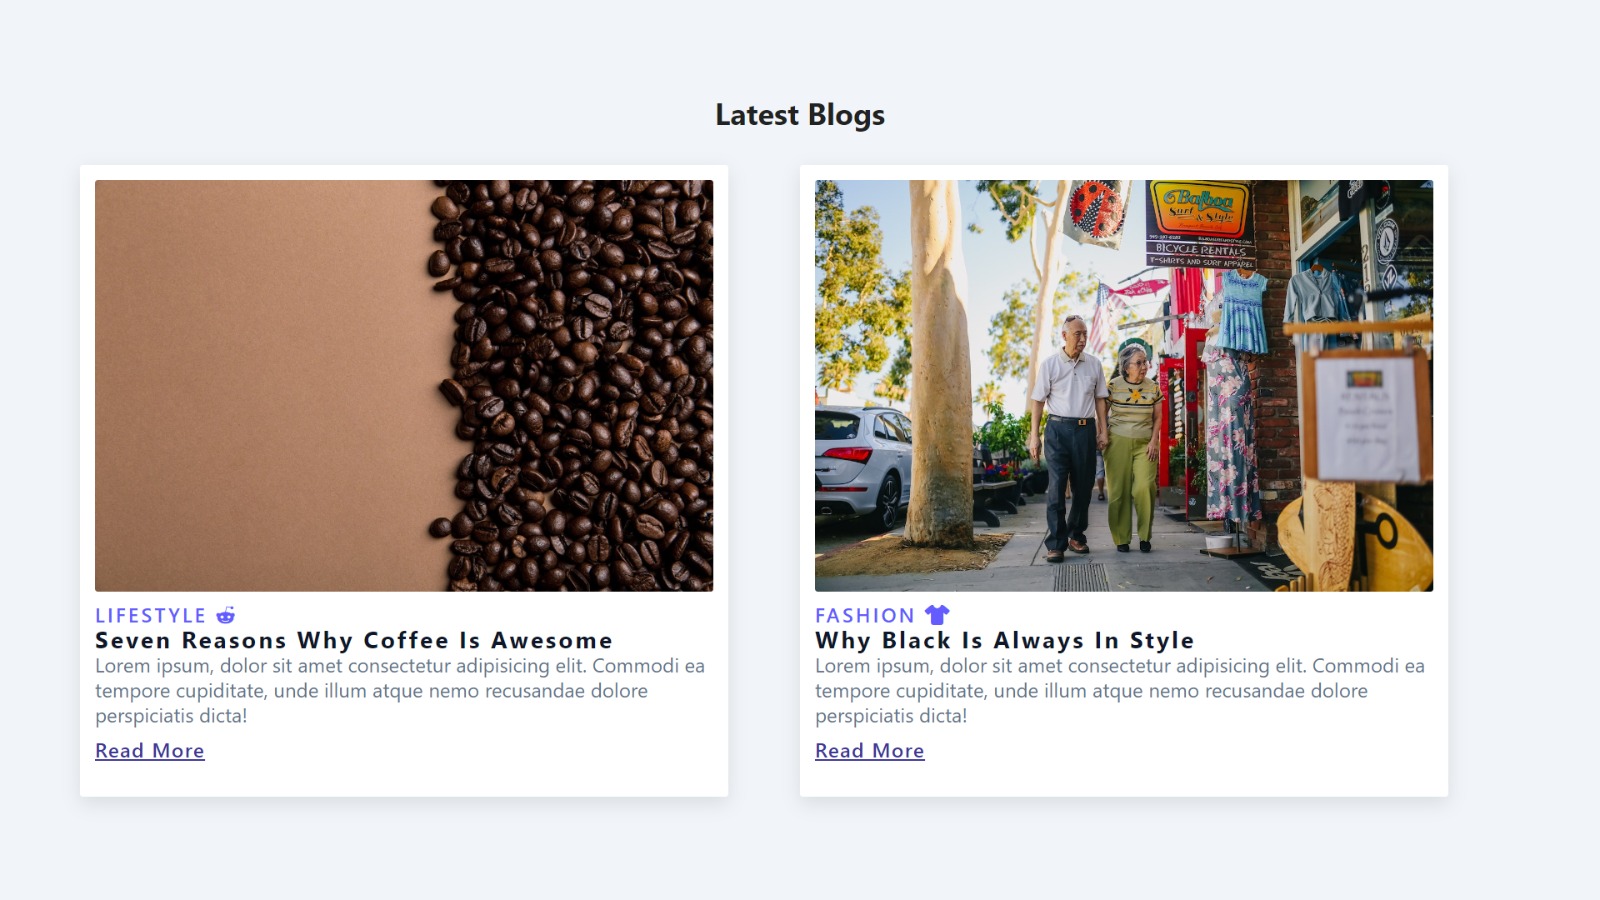 Latest Blogs
LIFESTYLE
Seven Reasons Why Coffee Is Awesome
Lorem ipsum, dolor sit amet consectetur adipisicing elit. Commodi ea
tempore cupiditate, unde illum atque nemo recusandae dolore
perspiciatis dicta!
Read More
Balboa
Surf & Style
BICYCLE RENTALS
T-SHIRTS AND SURF APPAREL
FASHION
Why Black Is Always In Style
Lorem ipsum, dolor sit amet consectetur adipisicing elit. Commodi ea
tempore cupiditate, unde illum atque nemo recusandae dolore
perspiciatis dicta!
Read More